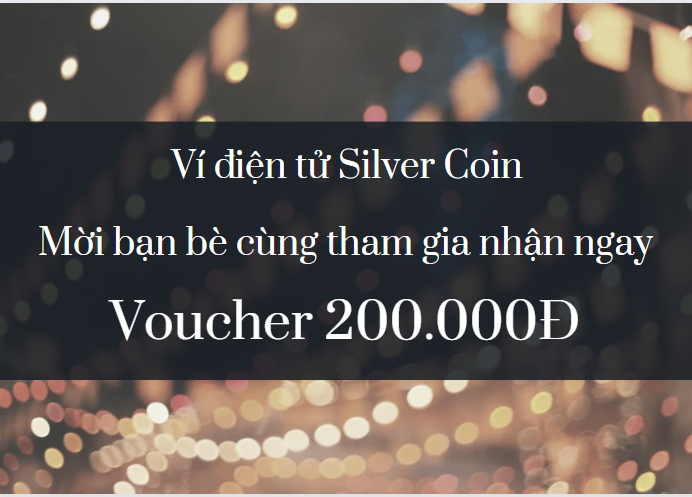 Ví điện tử Silver Coin
Mời bạn bè cùng tham gia nhận ngay
Voucher 200.000Đ